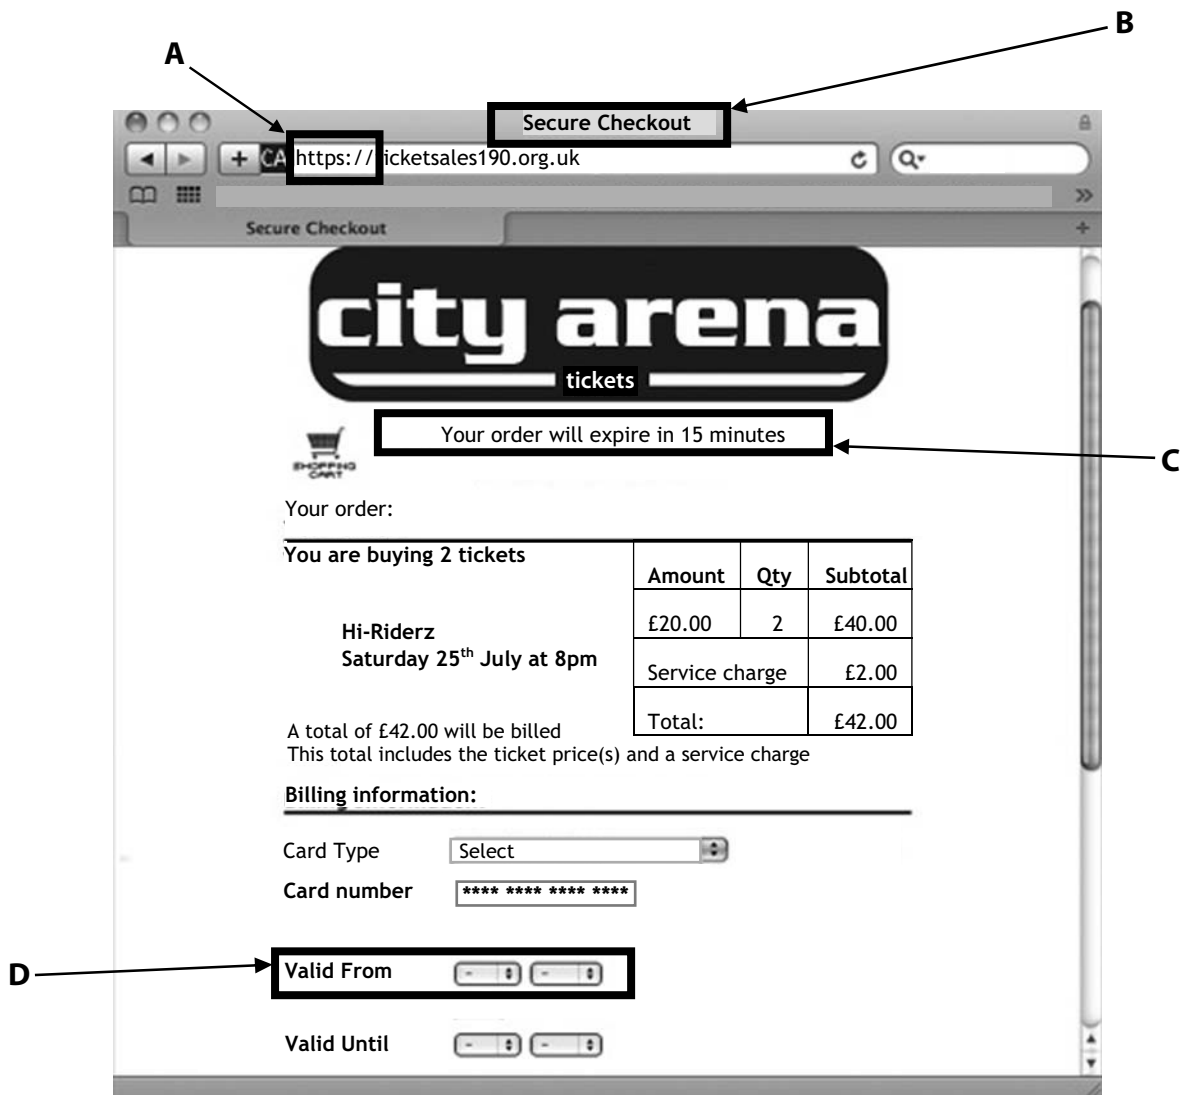 A
B
Secure Checkout
CA https://ticketsales190.org.uk
Secure Checkout
city arena
tickets
Your order will expire in 15 minutes
C
SHOPPING
CART
Your order:
You are buying 2 tickets
Amount Qty Subtotal
£20.00 2 £40.00
Hi-Riderz
Saturday 25th July at 8pm
Service charge £2.00
Total: £42.00
A total of £42.00 will be billed
This total includes the ticket price(s) and a service charge
Billing information:
Card Type Select
Card number **** **** **** ****
D
Valid From - -
Valid Until - -